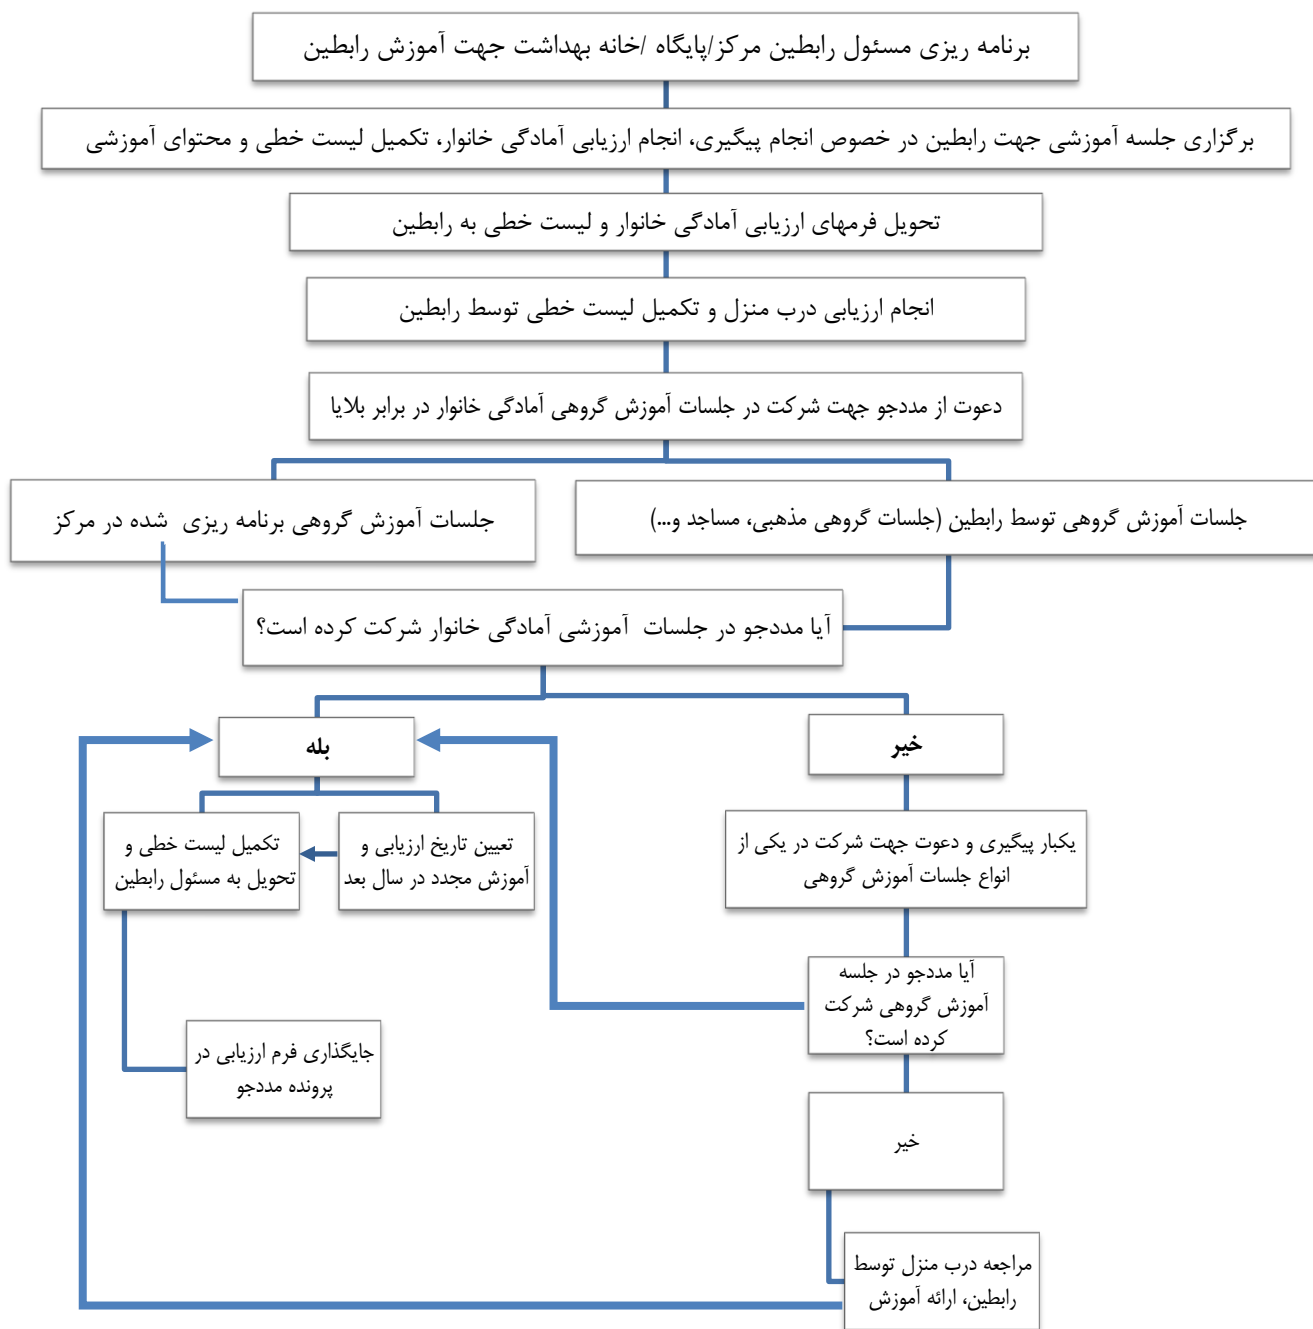 برنامه ریزی مسئول رابطین مرکز/پایگاه /خانه بهداشت جهت آموزش رابطین
برگزاری جلسه آموزشی جهت رابطین در خصوص انجام پیگیری، انجام ارزیابی آمادگی خانوار، تکمیل لیست خطی و محتوای آموزشی
تحویل فرمهای ارزیابی آمادگی خانوار و لیست خطی به رابطین
انجام ارزیابی درب منزل و تکمیل لیست خطی توسط رابطین
دعوت از مددجو جهت شرکت در جلسات آموزش گروهی آمادگی خانوار در برابر بلایا
جلسات آموزش گروهی توسط رابطین (جلسات گروهی مذهبی، مساجد و...)
جلسات آموزش گروهی برنامه ریزی شده در مرکز
آیا مددجو در جلسات آموزشی آمادگی خانوار شرکت کرده است؟
خیر
بله
یکبار پیگیری و دعوت جهت شرکت در یکی از
انواع جلسات آموزش گروهی
تعیین تاریخ ارزیابی و
آموزش مجدد در سال بعد
تکمیل لیست خطی و
تحویل به مسئول رابطین
آیا مددجو در جلسه
آموزش گروهی شرکت
کرده است؟
جایگذاری فرم ارزیابی در
پرونده مددجو
خیر
مراجعه درب منزل توسط
رابطین، ارائه آموزش